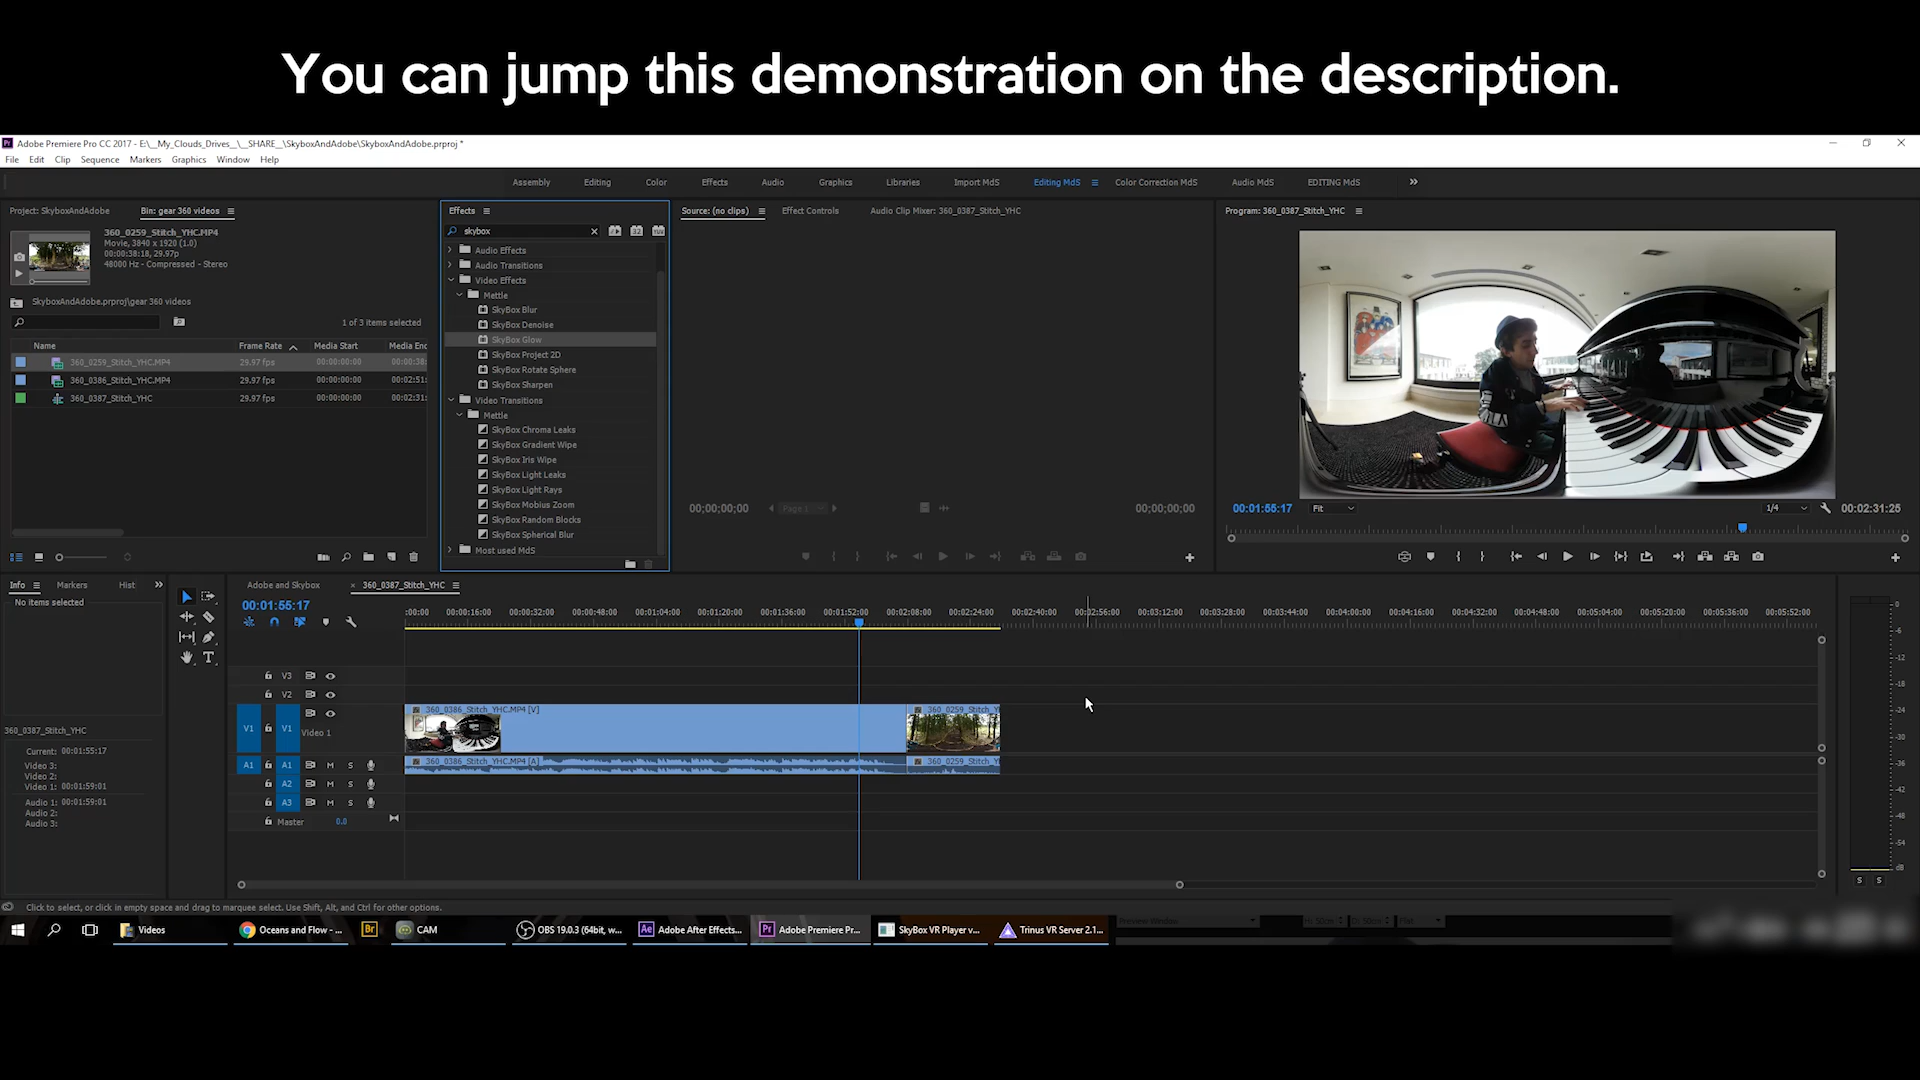 You can jump this demonstration on the description.
Adobe Premiere Pro CC 2017 - E:\__My_Clouds_Drives__\__SHARE__\SkyboxAndAdobe\SkyboxAndAdobe.prproj *
File Edit Clip Sequence Markers Graphics Window Help
Assembly Editing Color Effects Audio Graphics Libraries Import MdS Editing MdS Color Correction MdS Audio MdS EDITING MdS
Project: SkyboxAndAdobe Bin: gear 360 videos
360_0259_Stitch_YHC.MP4
Movie, 3840 x 1920 (1.0)
00:00:38:18, 29.97p
48000 Hz - Compressed - Stereo
SkyboxAndAdobe.prproj\gear 360 videos
1 of 3 items selected
Name Frame Rate Media Start Media Enc
360_0259_Stitch_YHC.MP4 29.97 fps 00:00:00:00 00:00:38:
360_0386_Stitch_YHC.MP4 29.97 fps 00:00:00:00 00:02:51:
360_0387_Stitch_YHC 29.97 fps 00:00:00:00 00:02:31:
Effects
skybox
Audio Effects
Audio Transitions
Video Effects
Mettle
SkyBox Blur
SkyBox Denoise
SkyBox Glow
SkyBox Project 2D
SkyBox Rotate Sphere
SkyBox Sharpen
Video Transitions
Mettle
SkyBox Chroma Leaks
SkyBox Gradient Wipe
SkyBox Iris Wipe
SkyBox Light Leaks
SkyBox Light Rays
SkyBox Mobius Zoom
SkyBox Random Blocks
SkyBox Spherical Blur
Most used MdS
Source: (no clips) Effect Controls Audio Clip Mixer: 360_0387_Stitch_YHC
00;00;00;00 Page 1 00;00;00;00
Program: 360_0387_Stitch_YHC
00:01:55:17 Fit 1/4 00:02:31:25
Info Markers Hist
No items selected
360_0387_Stitch_YHC
Current: 00:01:55:17
Video 3:
Video 2:
Video 1: 00:01:59:01
Audio 1: 00:01:59:01
Audio 2:
Audio 3:
Adobe and Skybox × 360_0387_Stitch_YHC
00:01:55:17
:00:00 00:00:16:00 00:00:32:00 00:00:48:00 00:01:04:00 00:01:20:00 00:01:36:00 00:01:52:00 00:02:08:00 00:02:24:00 00:02:40:00 00:02:56:00 00:03:12:00 00:03:28:00 00:03:44:00 00:04:00:00 00:04:16:00 00:04:32:00 00:04:48:00 00:05:04:00 00:05:20:00 00:05:36:00 00:05:52:00
V3
V2
V1 V1 Video 1
360_0386_Stitch_YHC.MP4 [V] 360_0259_Stitch_Y
A1 A1 M S
360_0386_Stitch_YHC.MP4 [A] 360_0259_Stitch_Y
A2 M S
A3 M S
Master 0.0
0
-6
-12
-18
-24
-30
-36
-42
-48
-54
dB
S S
Click to select, or click in empty space and drag to marquee select. Use Shift, Alt, and Ctrl for other options.
Videos Oceans and Flow - ... Br CAM OBS 19.0.3 (64bit, w... Ae Adobe After Effects... Pr Adobe Premiere Pr... SkyBox VR Player v... Trinus VR Server 2.1...
Preview Window